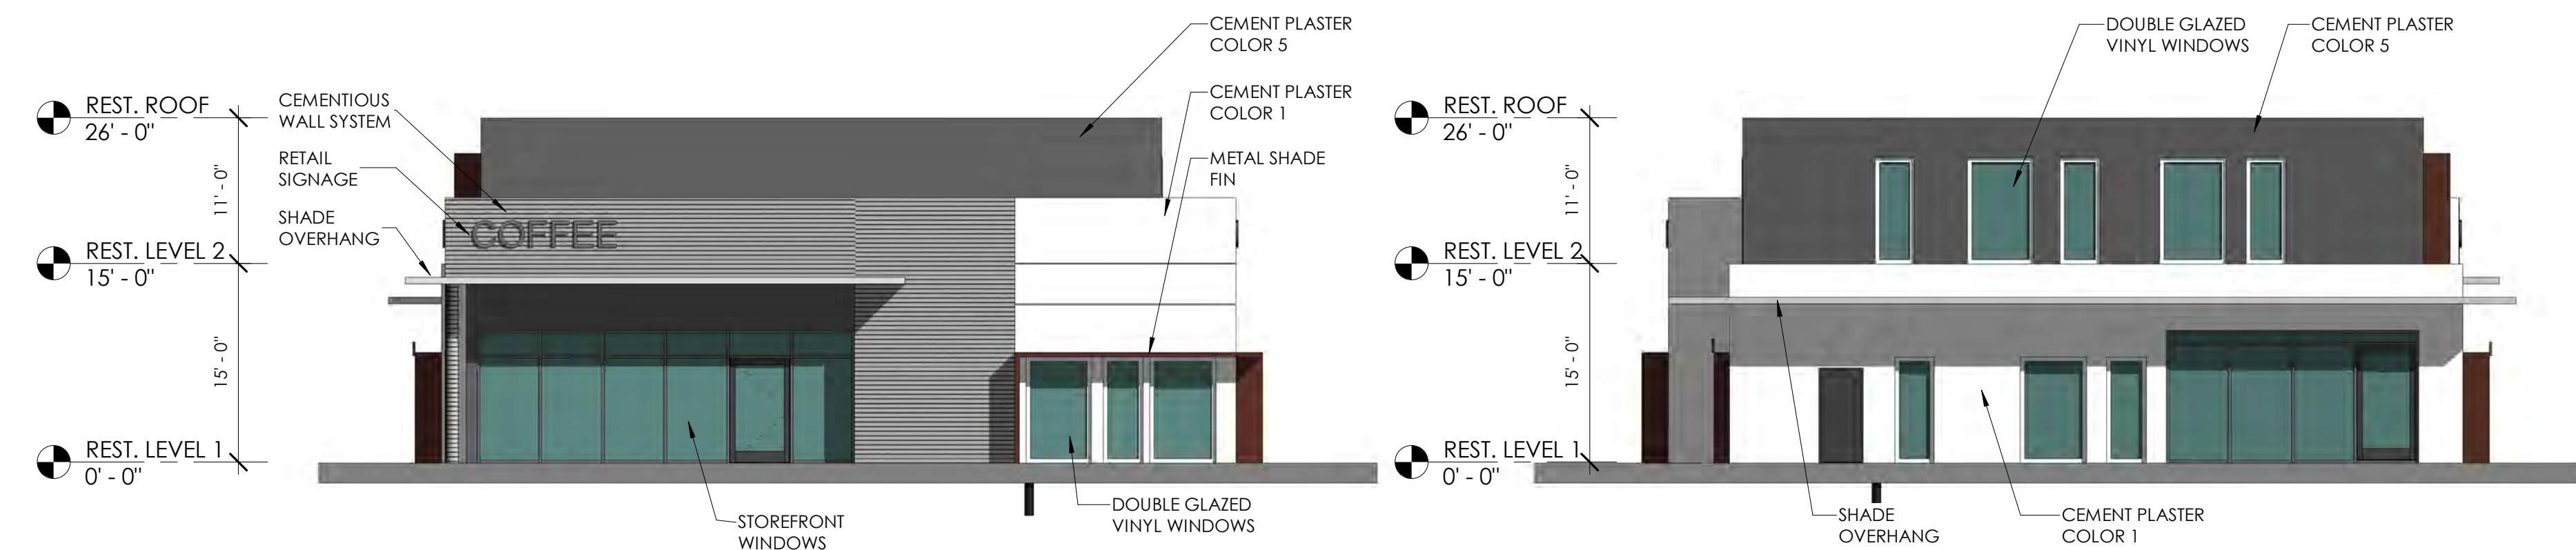 CEMENT PLASTER
COLOR 5
CEMENT PLASTER
COLOR 1
METAL SHADE
FIN
REST. ROOF
26' - 0"
11' - 0"
REST. LEVEL 2
15' - 0"
15' - 0"
REST. LEVEL 1
0' - 0"
CEMENTIOUS
WALL SYSTEM
RETAIL
SIGNAGE
SHADE
OVERHANG
COFFEE
STOREFRONT
WINDOWS
DOUBLE GLAZED
VINYL WINDOWS
DOUBLE GLAZED
VINYL WINDOWS
CEMENT PLASTER
COLOR 5
REST. ROOF
26' - 0"
11' - 0"
REST. LEVEL 2
15' - 0"
15' - 0"
REST. LEVEL 1
0' - 0"
SHADE
OVERHANG
CEMENT PLASTER
COLOR 1